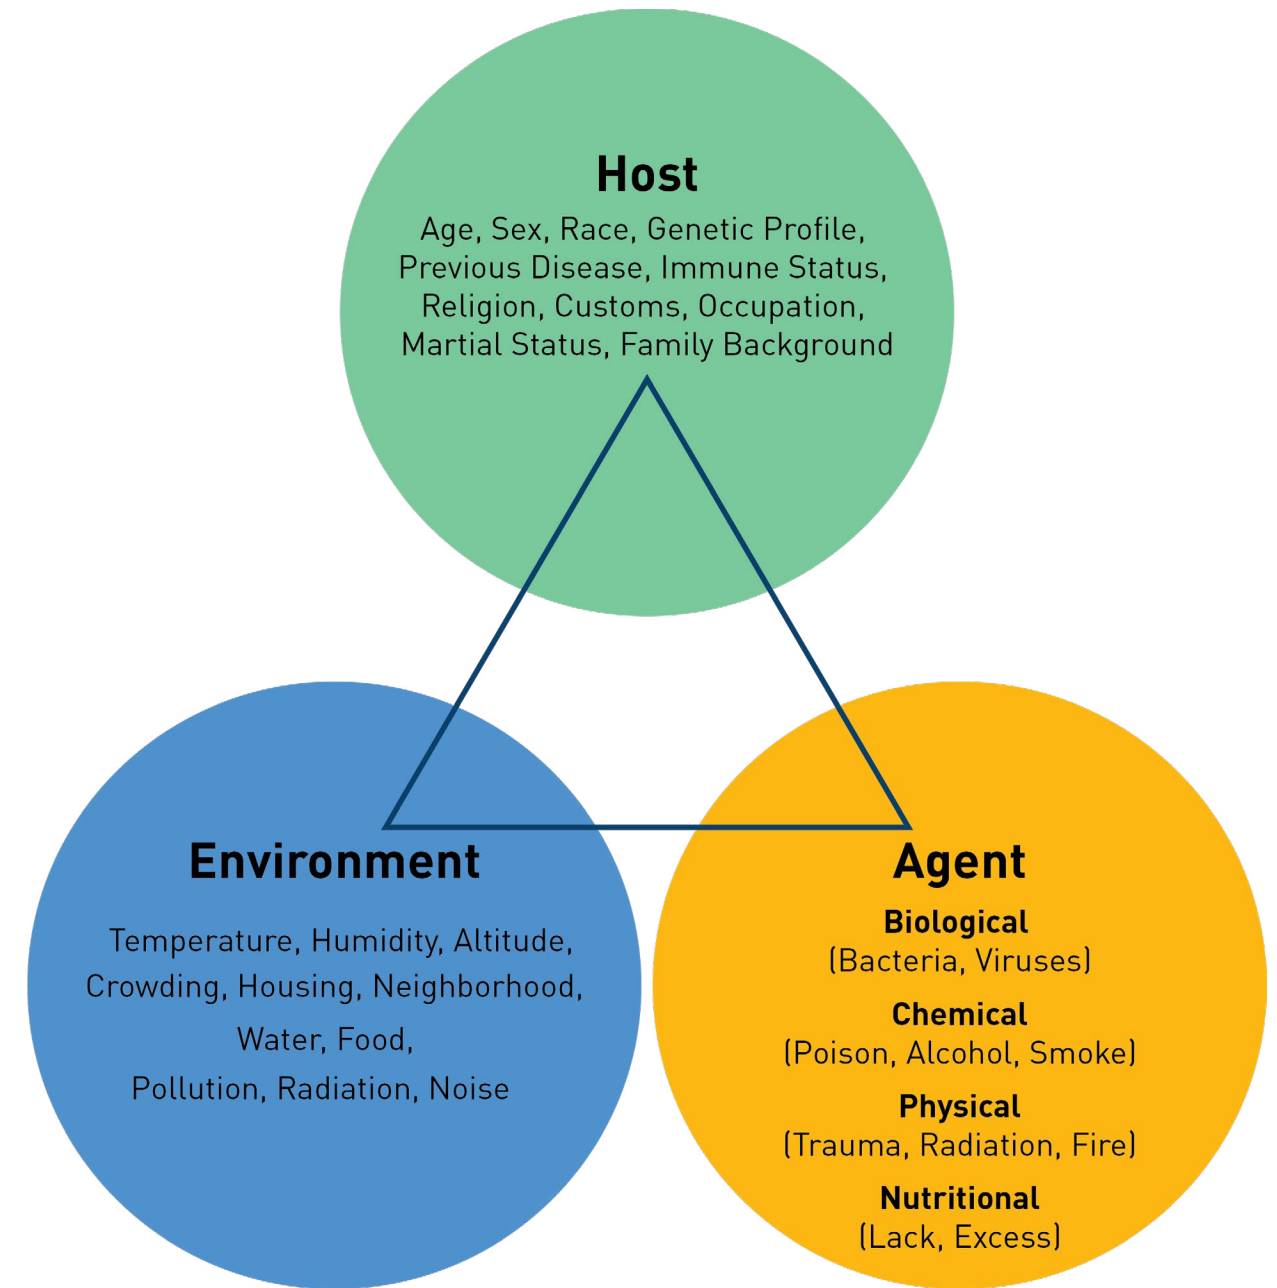 Host
Age, Sex, Race, Genetic Profile,
Previous Disease, Immune Status,
Religion, Customs, Occupation,
Martial Status, Family Background
Environment
Temperature, Humidity, Altitude,
Crowding, Housing, Neighborhood,
Water, Food,
Pollution, Radiation, Noise
Agent
Biological
(Bacteria, Viruses)
Chemical
(Poison, Alcohol, Smoke)
Physical
(Trauma, Radiation, Fire)
Nutritional
(Lack, Excess)